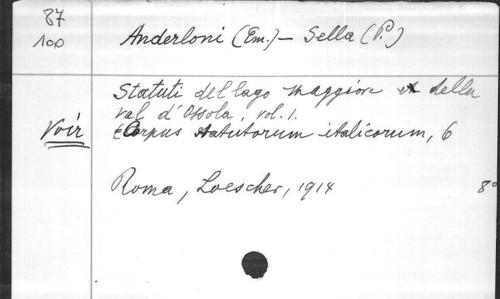 87
100
Anderloni (Em.) - Sella (P.)
Statuti del lago Maggiore e della
val d'Ossola, vol. 1.
Voir
Corpus statutorum italicorum, 6
Roma, Loescher, 1914
8°